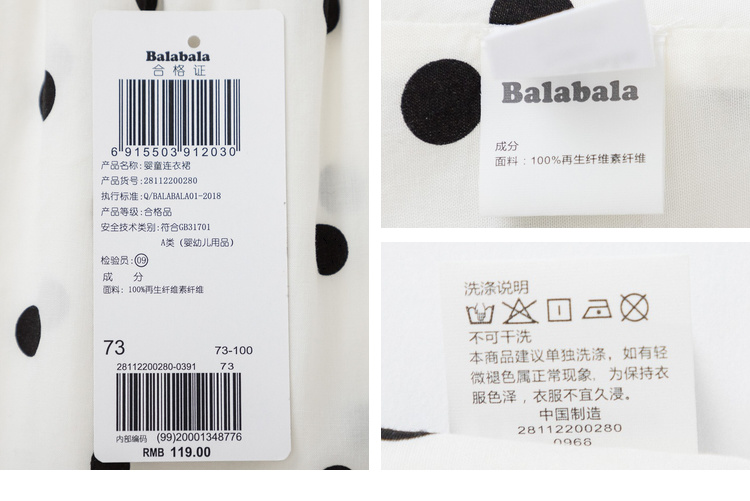 Balabala
合格证
6 915503 912030
产品名称:婴童连衣裙
产品货号:28112200280
执行标准:Q/BALABALA01-2018
产品等级:合格品
安全技术类别:符合GB31701
A类 (婴幼儿用品)
检验员:09
成 分
面料: 100%再生纤维素纤维
73 73-100
28112200280-0391 73
内部编码 (99)20001348776
RMB 119.00
Balabala
成分
面料：100%再生纤维素纤维
洗涤说明
不可干洗
本商品建议单独洗涤，如有轻
微褪色属正常现象，为保持衣
服色泽，衣服不宜久浸。
中国制造
28112200280
0968